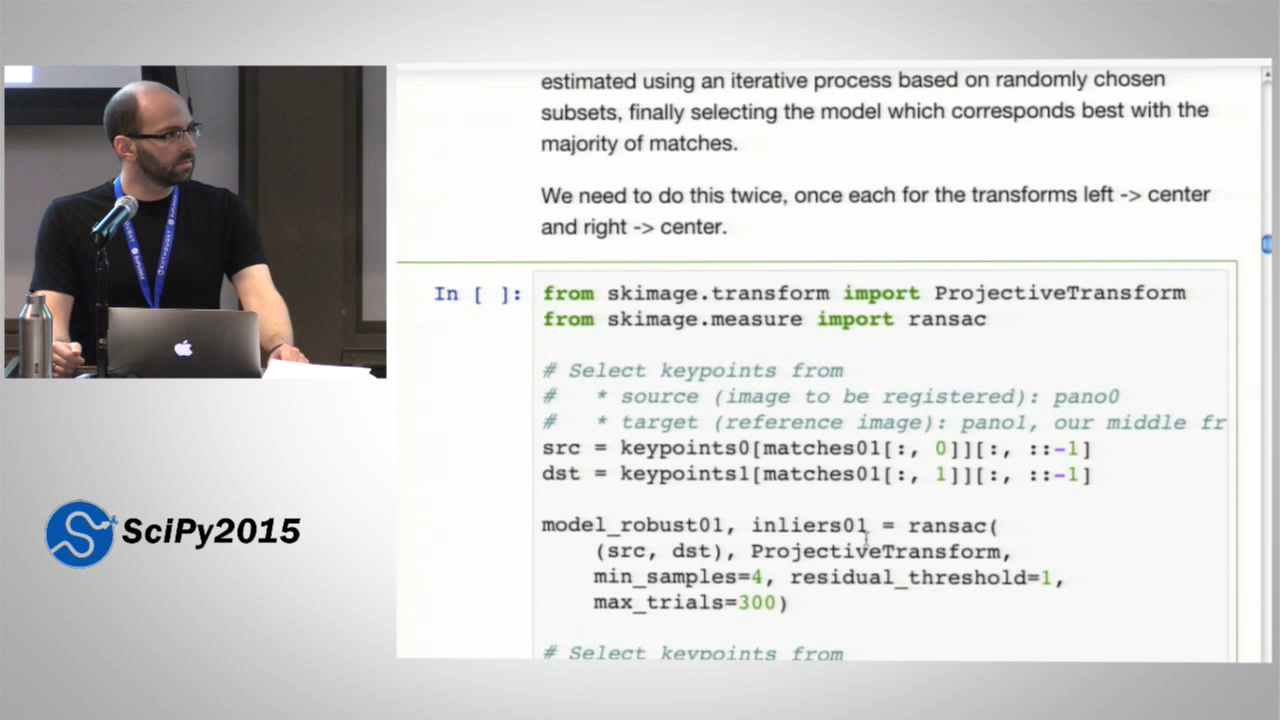 estimated using an iterative process based on randomly chosen
subsets, finally selecting the model which corresponds best with the
majority of matches.
We need to do this twice, once each for the transforms left -> center
and right -> center.
In [ ]:
from skimage.transform import ProjectiveTransform
from skimage.measure import ransac
# Select keypoints from
#   * source (image to be registered): pano0
#   * target (reference image): pano1, our middle fr
src = keypoints0[matches01[:, 0]][:, ::-1]
dst = keypoints1[matches01[:, 1]][:, ::-1]
model_robust01, inliers01 = ransac(
    (src, dst), ProjectiveTransform,
    min_samples=4, residual_threshold=1,
    max_trials=300)
# Select keypoints from
SciPy2015
ENTHOUGHT